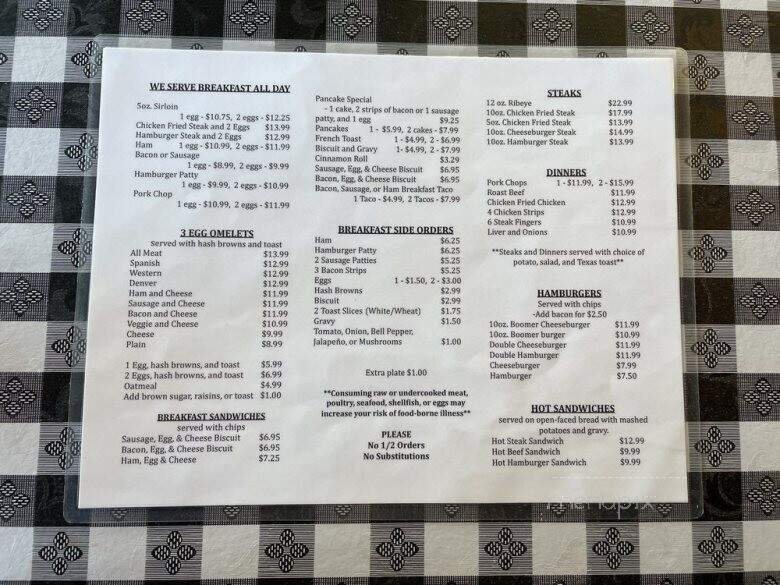 WE SERVE BREAKFAST ALL DAY
5oz. Sirloin
1 egg - $10.75, 2 eggs - $12.25
Chicken Fried Steak and 2 Eggs $13.99
Hamburger Steak and 2 Eggs $12.99
Ham 1 egg - $10.99, 2 eggs - $11.99
Bacon or Sausage
1 egg - $8.99, 2 eggs - $9.99
Hamburger Patty
1 egg - $9.99, 2 eggs - $10.99
Pork Chop
1 egg - $10.99, 2 eggs - $11.99
3 EGG OMELETS
served with hash browns and toast
All Meat $13.99
Spanish $12.99
Western $12.99
Denver $12.99
Ham and Cheese $11.99
Sausage and Cheese $11.99
Bacon and Cheese $11.99
Veggie and Cheese $10.99
Cheese $9.99
Plain $8.99
1 Egg, hash browns, and toast $5.99
2 Eggs, hash browns, and toast $6.99
Oatmeal $4.99
Add brown sugar, raisins, or toast $1.00
BREAKFAST SANDWICHES
served with chips
Sausage, Egg, & Cheese Biscuit $6.95
Bacon, Egg, & Cheese Biscuit $6.95
Ham, Egg & Cheese $7.25
Pancake Special
- 1 cake, 2 strips of bacon or 1 sausage
patty, and 1 egg $9.25
Pancakes 1 - $5.99, 2 cakes - $7.99
French Toast 1 - $4.99, 2 - $6.99
Biscuit and Gravy 1- $4.99, 2 - $7.99
Cinnamon Roll $3.29
Sausage, Egg, & Cheese Biscuit $6.95
Bacon, Egg, & Cheese Biscuit $6.95
Bacon, Sausage, or Ham Breakfast Taco
1 Taco - $4.99, 2 Tacos - $7.99
BREAKFAST SIDE ORDERS
Ham $6.25
Hamburger Patty $6.25
2 Sausage Patties $5.25
3 Bacon Strips $5.25
Eggs 1 - $1.50, 2 - $3.00
Hash Browns $2.99
Biscuit $2.99
2 Toast Slices (White/Wheat) $1.75
Gravy $1.50
Tomato, Onion, Bell Pepper,
Jalapeño, or Mushrooms $1.00
Extra plate $1.00
**Consuming raw or undercooked meat,
poultry, seafood, shellfish, or eggs may
increase your risk of food-borne illness**
PLEASE
No 1/2 Orders
No Substitutions
STEAKS
12 oz. Ribeye $22.99
10oz. Chicken Fried Steak $17.99
5oz. Chicken Fried Steak $13.99
10oz. Cheeseburger Steak $14.99
10oz. Hamburger Steak $13.99
DINNERS
Pork Chops 1 - $11.99, 2 - $15.99
Roast Beef $11.99
Chicken Fried Chicken $12.99
4 Chicken Strips $12.99
6 Steak Fingers $10.99
Liver and Onions $10.99
**Steaks and Dinners served with choice of
potato, salad, and Texas toast**
HAMBURGERS
Served with chips
-Add bacon for $2.50
10oz. Boomer Cheeseburger $11.99
10oz. Boomer burger $10.99
Double Cheeseburger $11.99
Double Hamburger $11.99
Cheeseburger $7.99
Hamburger $7.50
HOT SANDWICHES
served on open-faced bread with mashed
potatoes and gravy.
Hot Steak Sandwich $12.99
Hot Beef Sandwich $9.99
Hot Hamburger Sandwich $9.99
menupix